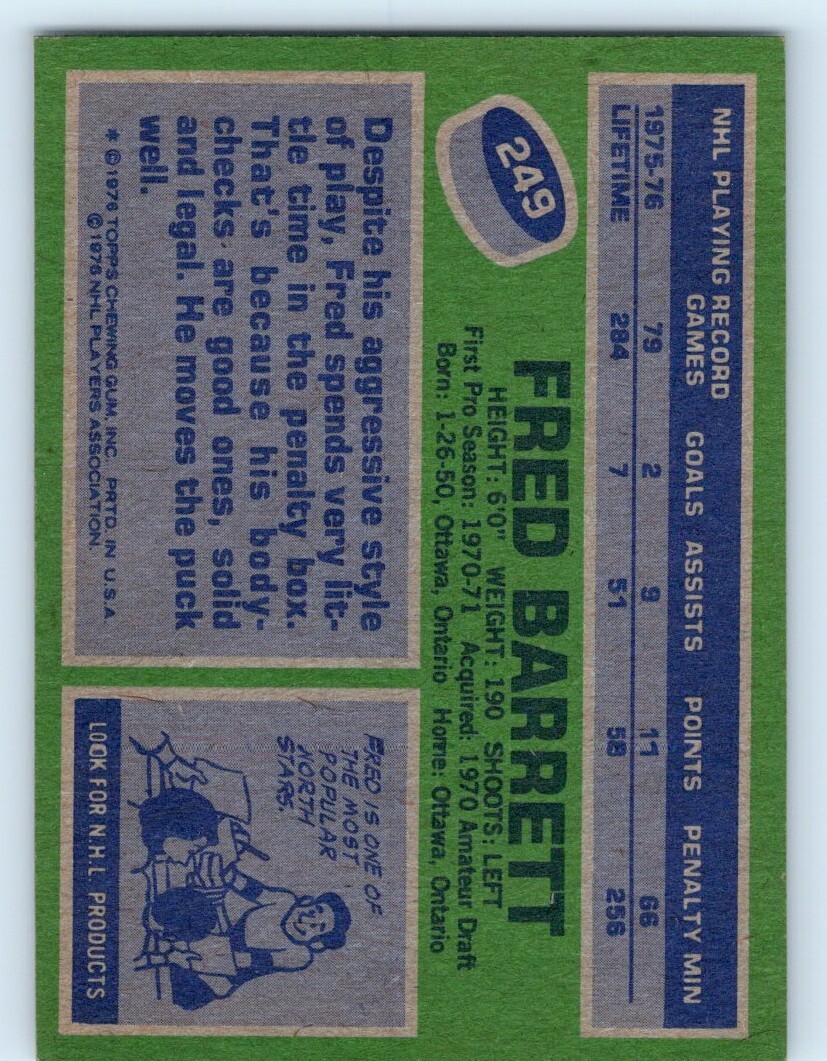 NHL PLAYING RECORD
GAMES GOALS ASSISTS POINTS PENALTY MIN
1975-76 79 2 9 11 66
LIFETIME 284 7 51 58 256
249
FRED BARRETT
HEIGHT: 6'0" WEIGHT: 190 SHOOTS: LEFT
First Pro Season: 1970-71 Acquired: 1970 Amateur Draft
Born: 1-26-50, Ottawa, Ontario Home: Ottawa, Ontario
Despite his aggressive style
of play, Fred spends very lit-
tle time in the penalty box.
That's because his body-
checks are good ones, solid
and legal. He moves the puck
well.
* © 1976 TOPPS CHEWING GUM, INC. PRTD. IN U.S.A
© 1976 NHL PLAYERS ASSOCIATION.
FRED IS ONE OF
THE MOST
POPULAR
NORTH
STARS.
LOOK FOR N.H.L PRODUCTS